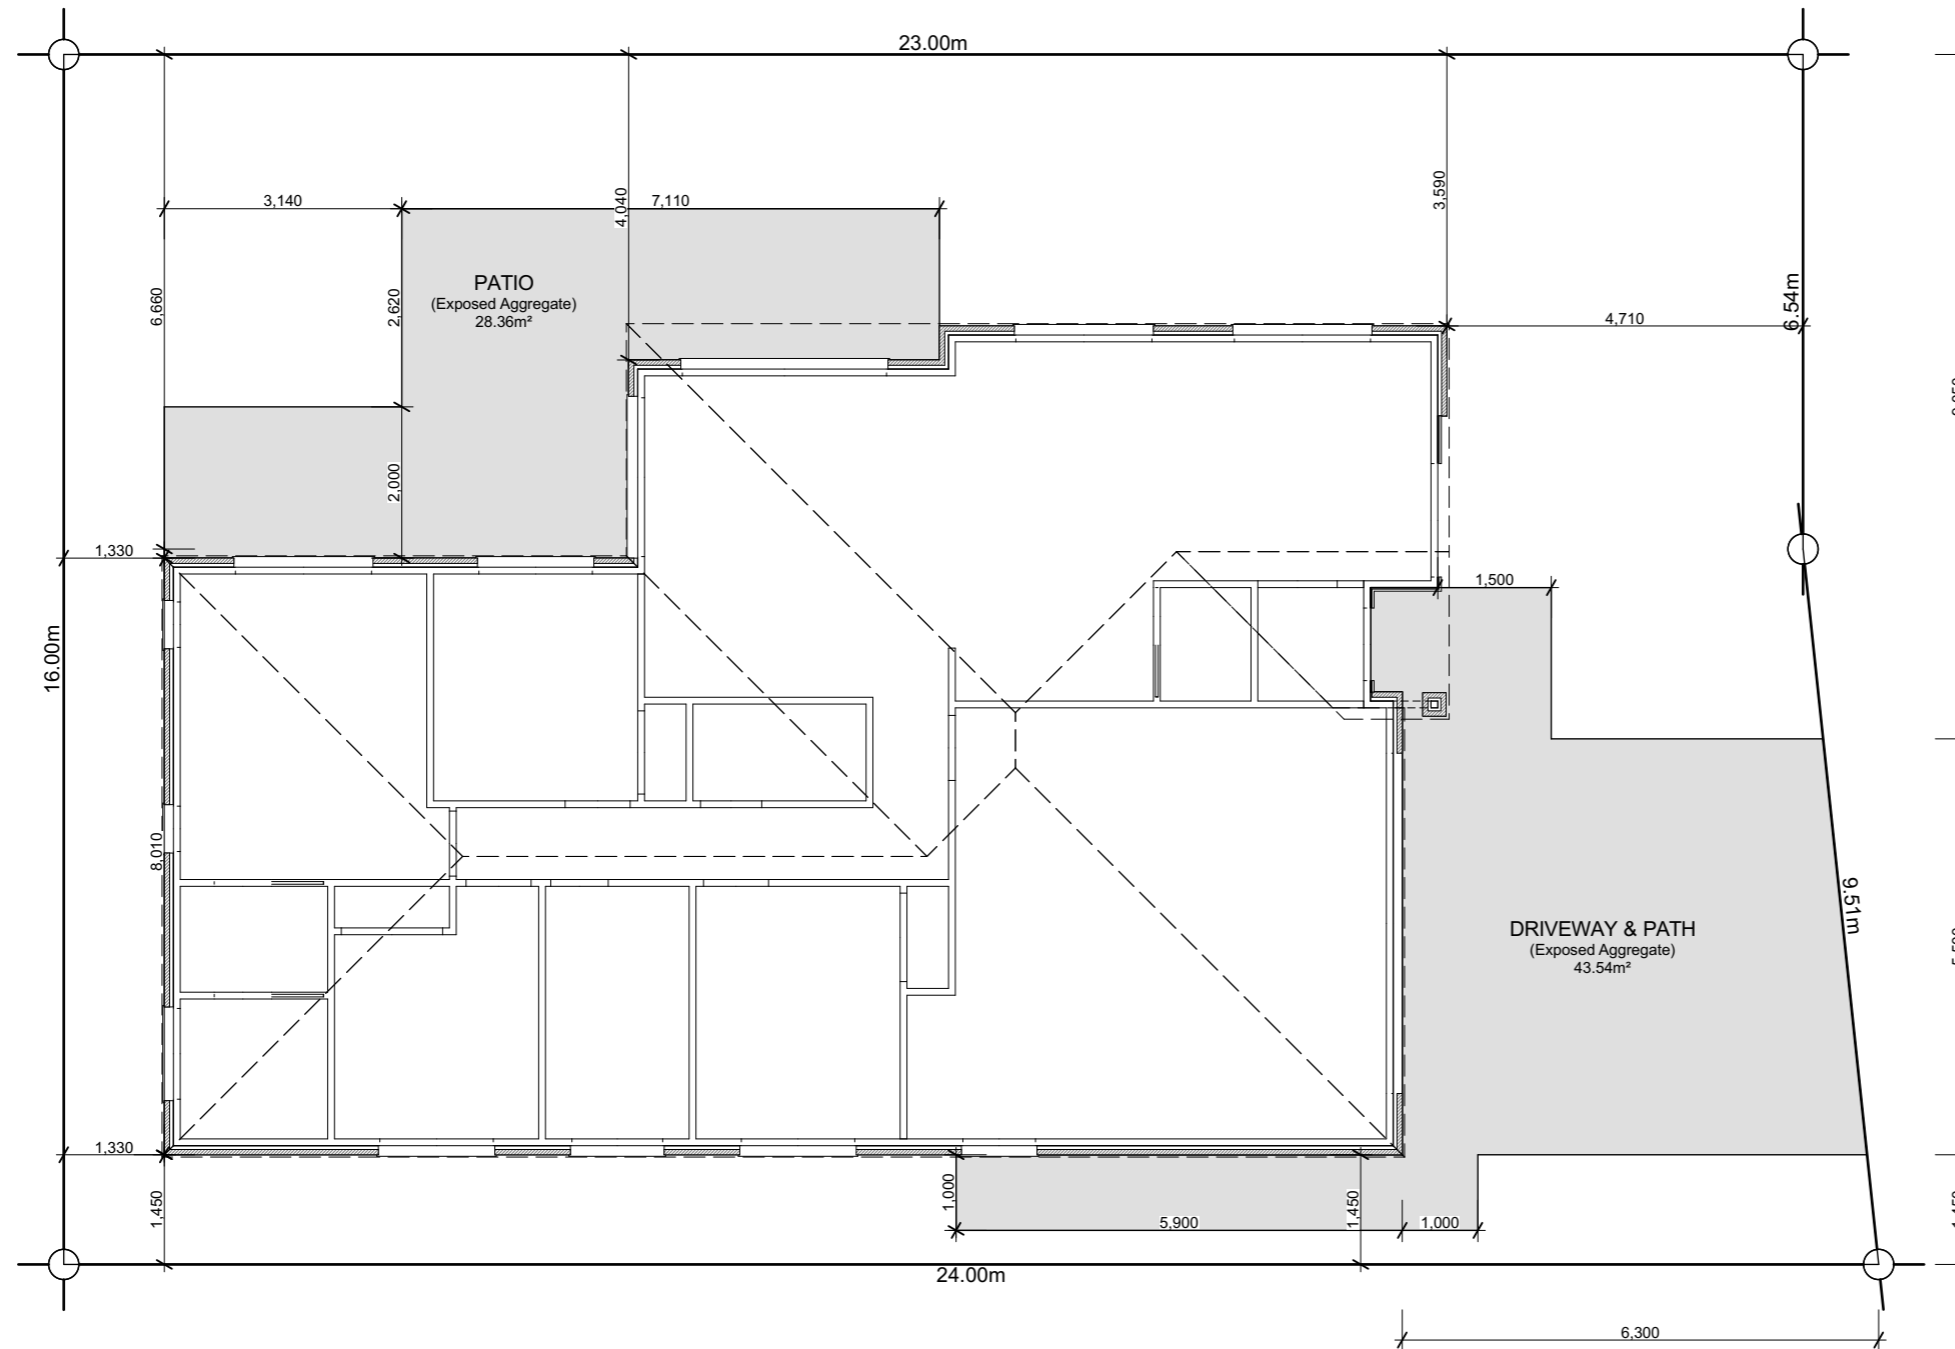 23.00m
3,140
7,110
4,040
3,590
6,660
2,620
PATIO
(Exposed Aggregate)
28.36m²
6.54m
4,710
2,000
1,330
1,500
16.00m
8,010
9.51m
DRIVEWAY & PATH
(Exposed Aggregate)
43.54m²
1,330
1,450
1,000
1,450
5,900
1,000
24.00m
6,300